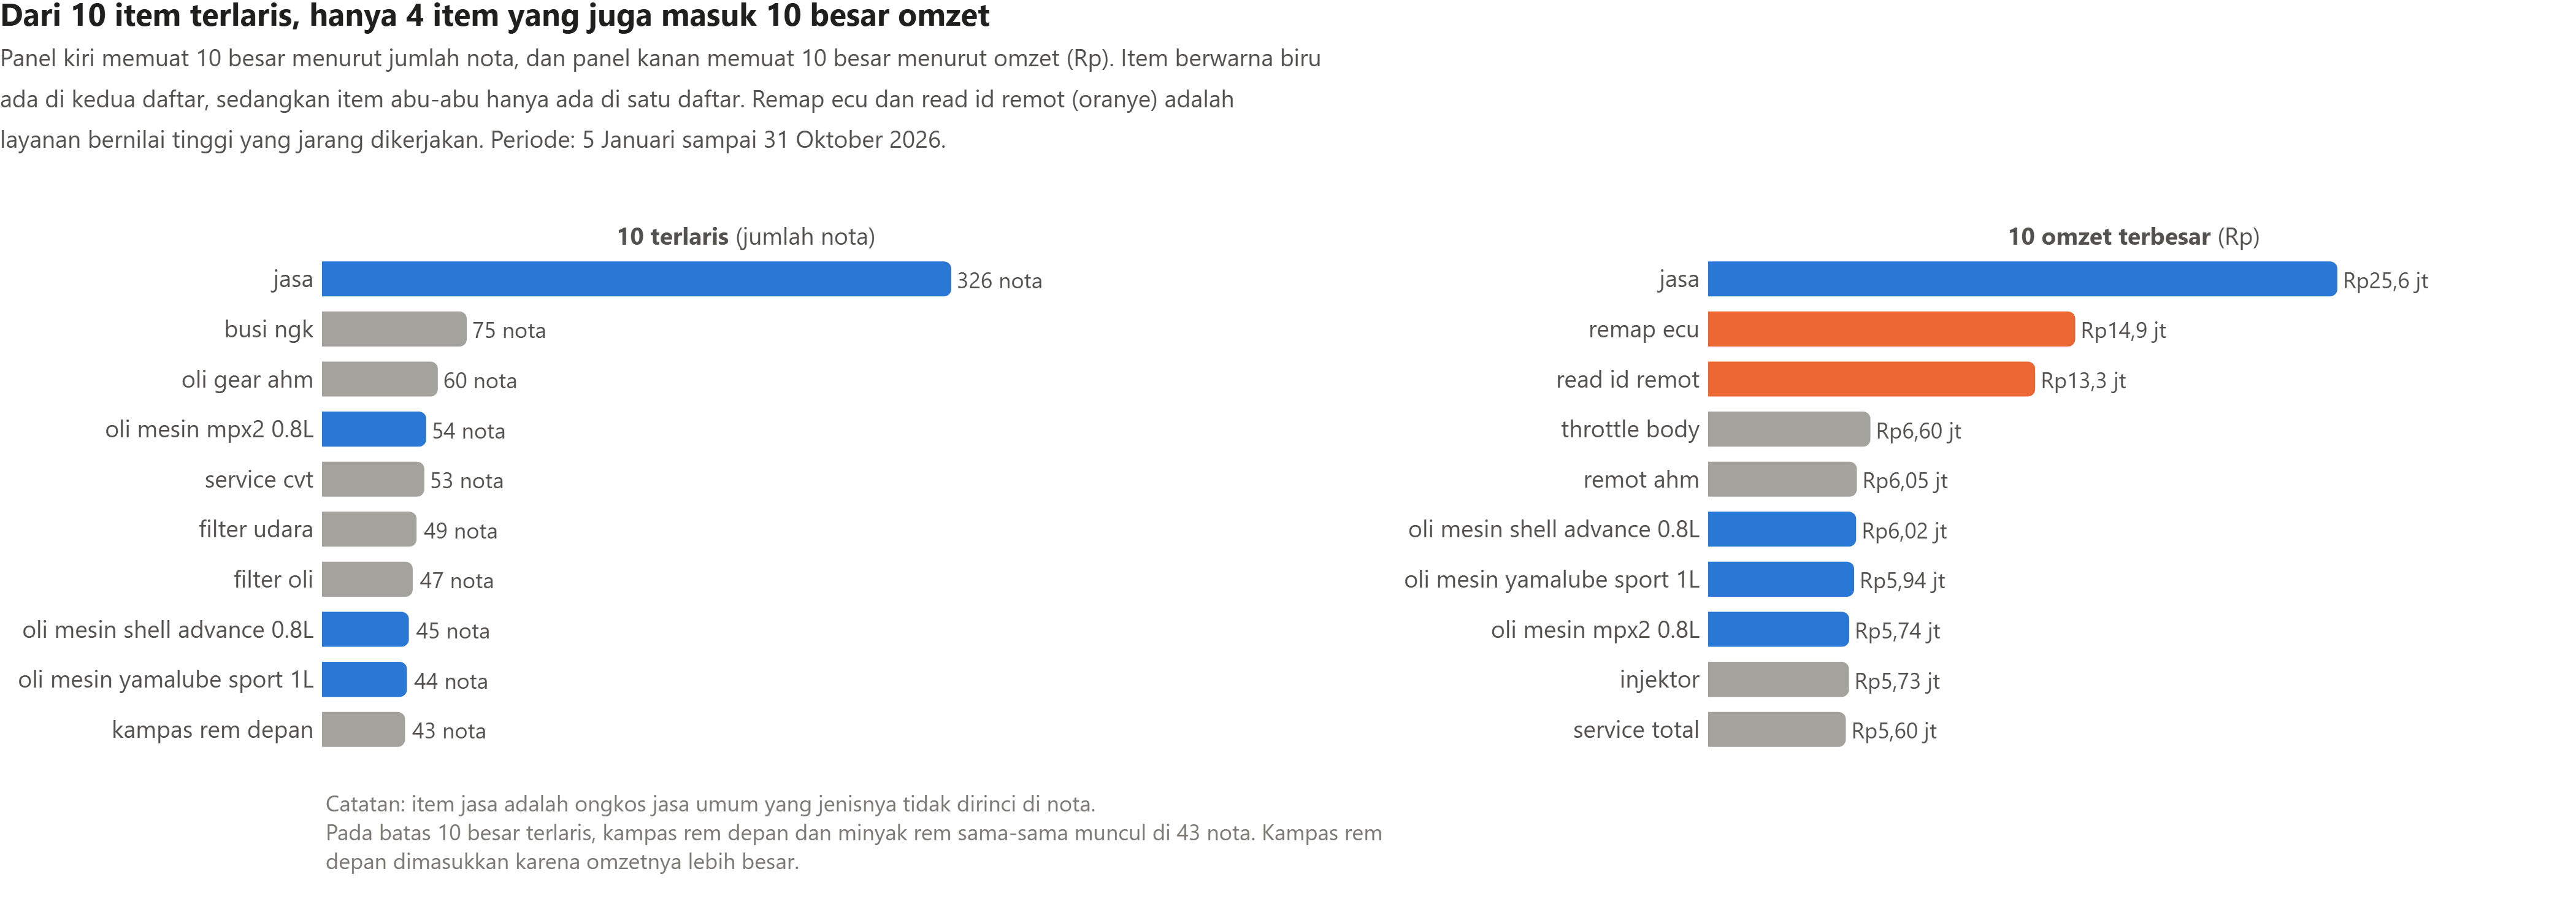 Dari 10 item terlaris, hanya 4 item yang juga masuk 10 besar omzet
Panel kiri memuat 10 besar menurut jumlah nota, dan panel kanan memuat 10 besar menurut omzet (Rp). Item berwarna biru
ada di kedua daftar, sedangkan item abu-abu hanya ada di satu daftar. Remap ecu dan read id remot (oranye) adalah
layanan bernilai tinggi yang jarang dikerjakan. Periode: 5 Januari sampai 31 Oktober 2026.
10 terlaris (jumlah nota)
jasa 326 nota
busi ngk 75 nota
oli gear ahm 60 nota
oli mesin mpx2 0.8L 54 nota
service cvt 53 nota
filter udara 49 nota
filter oli 47 nota
oli mesin shell advance 0.8L 45 nota
oli mesin yamalube sport 1L 44 nota
kampas rem depan 43 nota
10 omzet terbesar (Rp)
jasa Rp25,6 jt
remap ecu Rp14,9 jt
read id remot Rp13,3 jt
throttle body Rp6,60 jt
remot ahm Rp6,05 jt
oli mesin shell advance 0.8L Rp6,02 jt
oli mesin yamalube sport 1L Rp5,94 jt
oli mesin mpx2 0.8L Rp5,74 jt
injektor Rp5,73 jt
service total Rp5,60 jt
Catatan: item jasa adalah ongkos jasa umum yang jenisnya tidak dirinci di nota.
Pada batas 10 besar terlaris, kampas rem depan dan minyak rem sama-sama muncul di 43 nota. Kampas rem
depan dimasukkan karena omzetnya lebih besar.